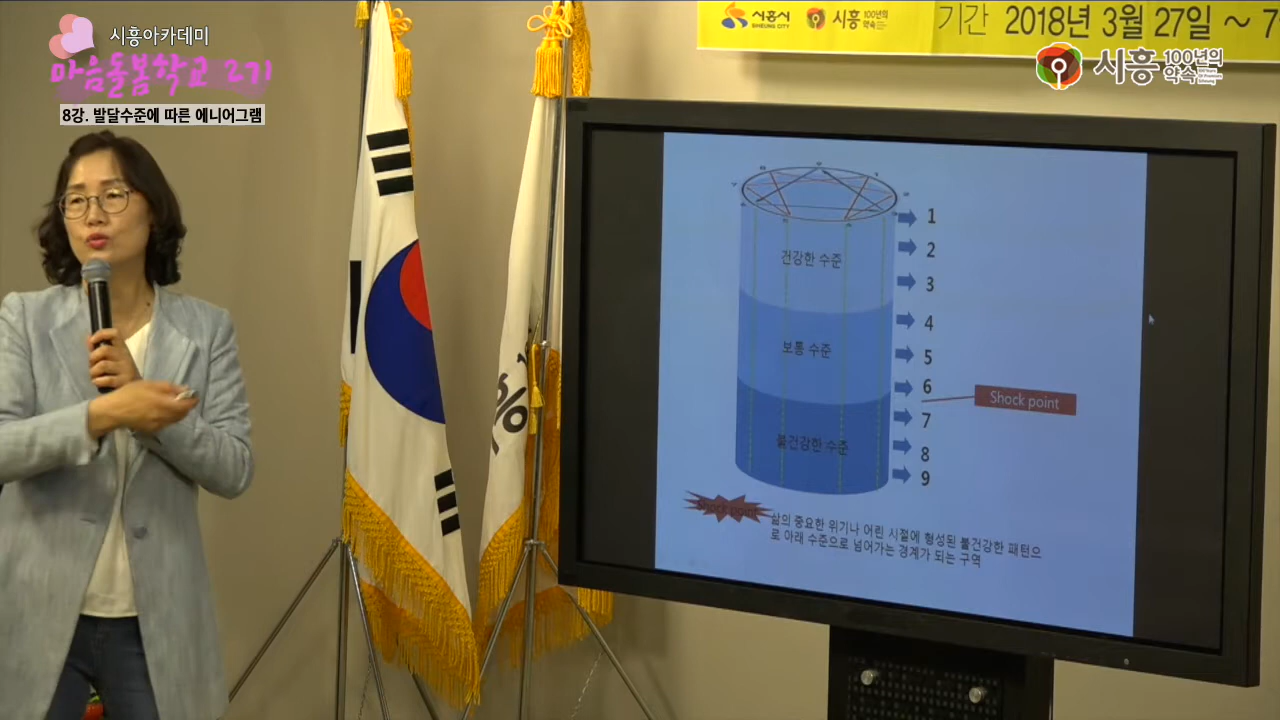 시흥아카데미
마음돌봄학교 2기
8강. 발달수준에 따른 에니어그램
시흥시
SIHEUNG CITY
시흥 100년의 약속
기간 2018년 3월 27일 ~ 7
시흥 100년의 약속
1
2
건강한 수준
3
4
보통 수준
5
6
Shock point
7
불건강한 수준
8
9
Shock point
삶의 중요한 위기나 어린 시절에 형성된 불건강한 패턴으
로 아래 수준으로 넘어가는 경계가 되는 구역